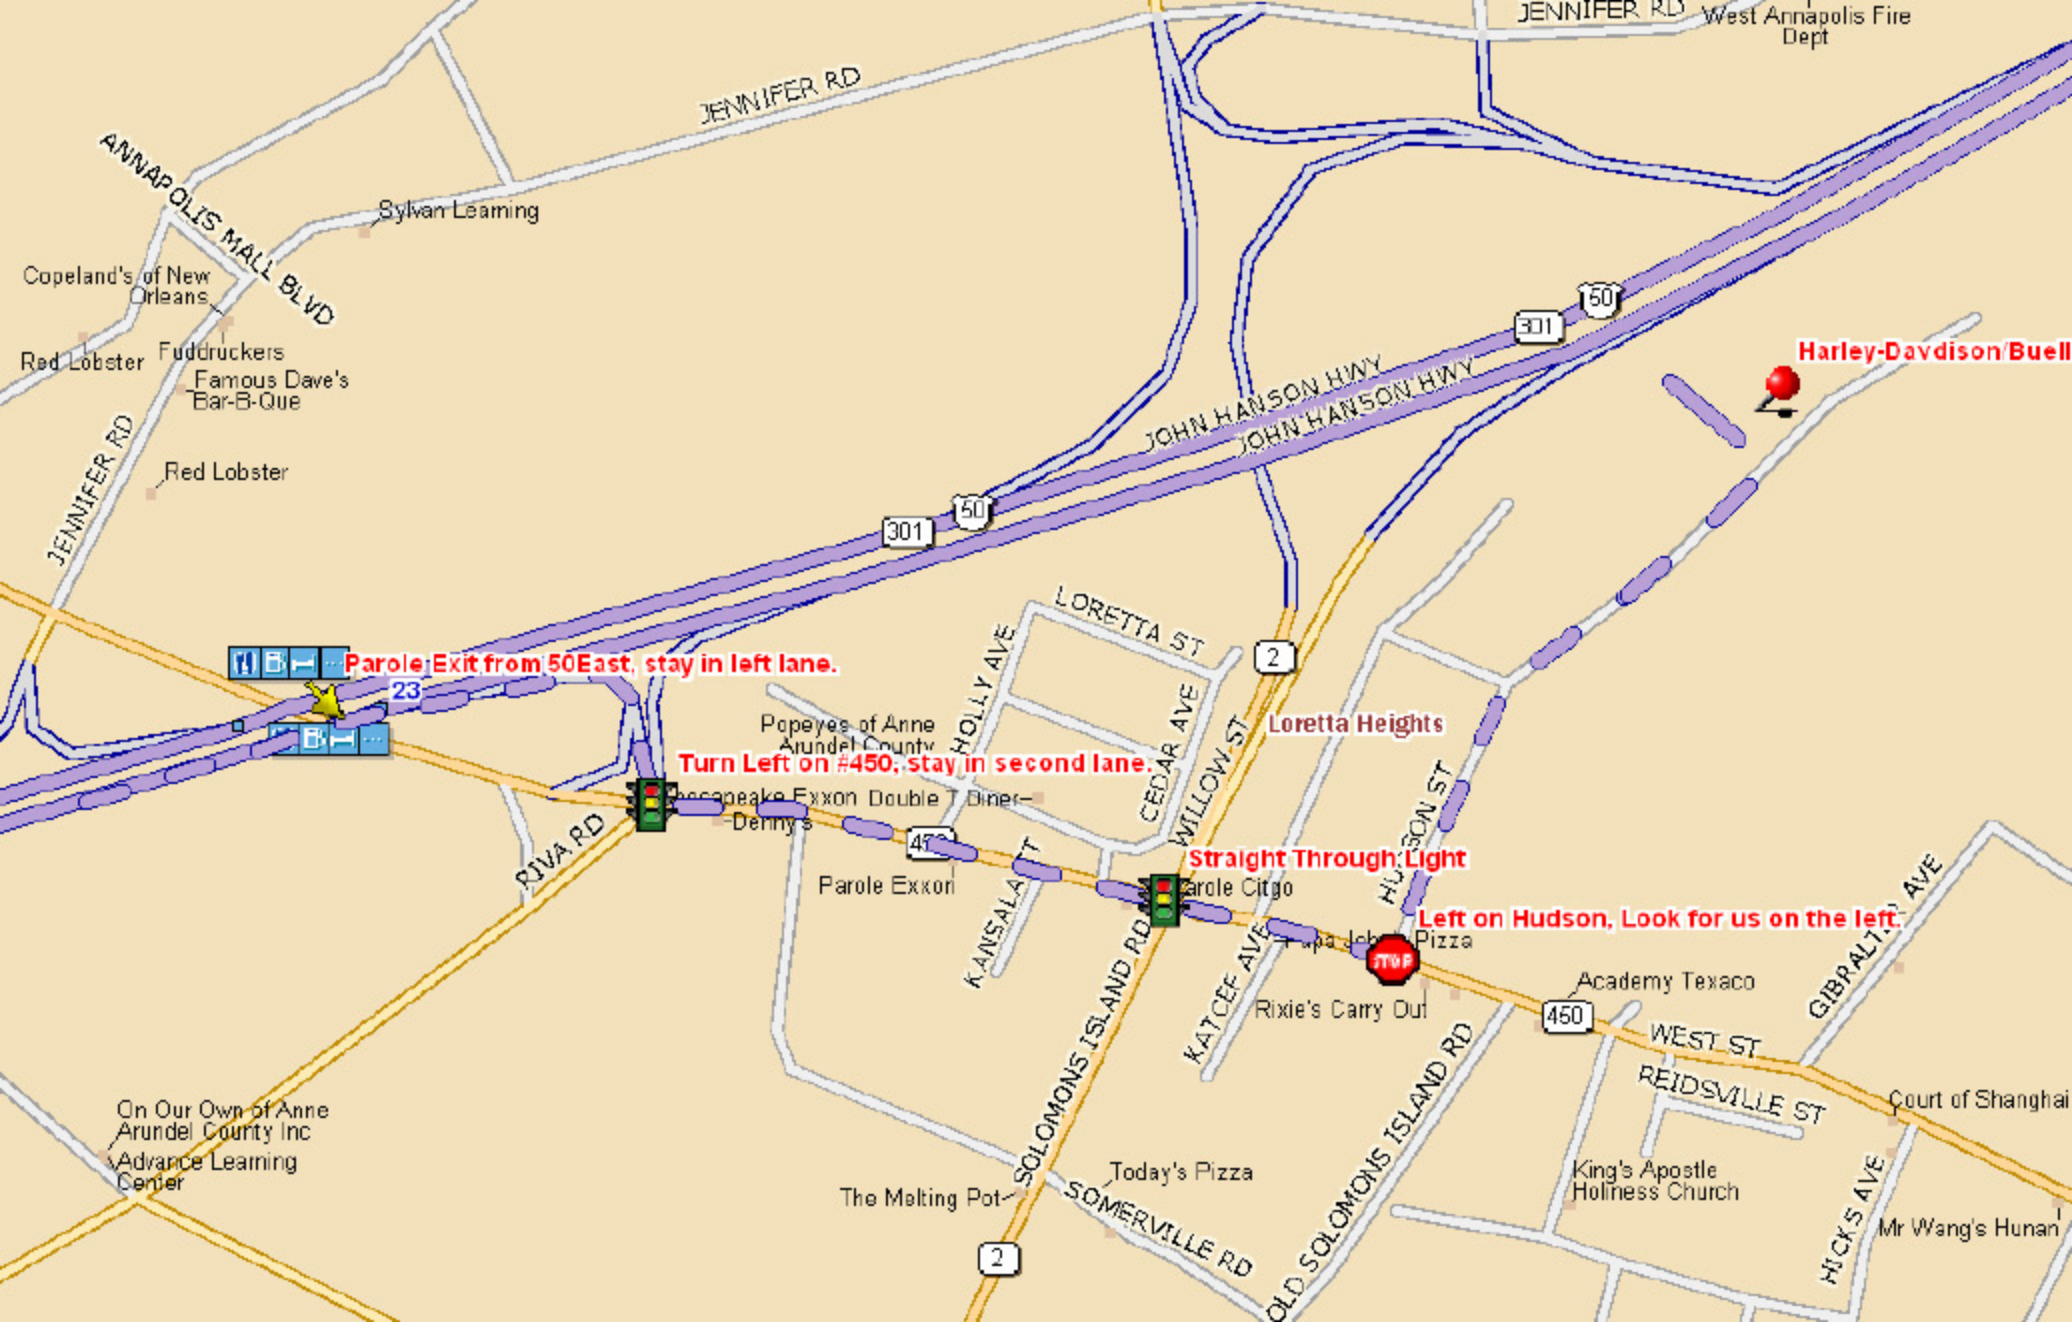 JENNIFER RD
West Annapolis Fire
Dept
JENNIFER RD
ANNAPOLIS MALL BLVD
Sylvan Learning
Copeland's of New
Orleans
Red Lobster
Fuddruckers
Famous Dave's
Bar-B-Que
Red Lobster
JENNIFER RD
50
301
Harley-Davdison/Buell
JOHN HANSON HWY
JOHN HANSON HWY
50
301
LORETTA ST
HOLLY AVE
2
Parole Exit from 50East, stay in left lane.
23
CEDAR AVE
WILLOW ST
Loretta Heights
Popeyes of Anne
Arundel County
Turn Left on #450, stay in second lane.
Exxon
Double T Diner
Denny's
RIVA RD
HUDSON ST
KANSALA CT
Parole Exxon
Straight Through Light
Citgo
Left on Hudson, Look for us on the left.
Pizza
STOP
Rixie's Carry Out
KATCEF AVE
SOLOMONS ISLAND RD
Academy Texaco
450
GIBRALTR AVE
WEST ST
REIDSVILLE ST
OLD SOLOMONS ISLAND RD
Court of Shanghai
On Our Own of Anne
Arundel County Inc
Advance Learning
Center
Today's Pizza
The Melting Pot
SOMERVILLE RD
King's Apostle
Holiness Church
HICKS AVE
Mr Wang's Hunan
2